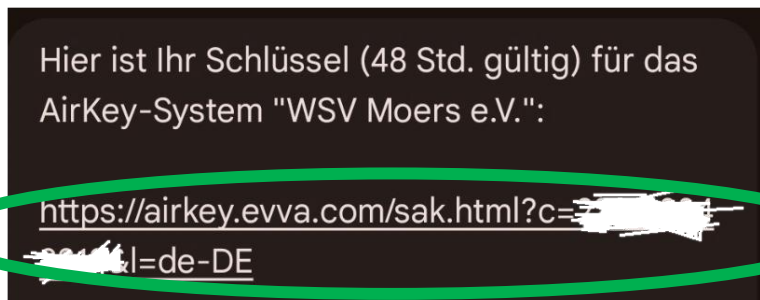 Hier ist Ihr Schlüssel (48 Std. gültig) für das
AirKey-System "WSV Moers e.V.":
https://airkey.evva.com/sak.html?c=
&l=de-DE